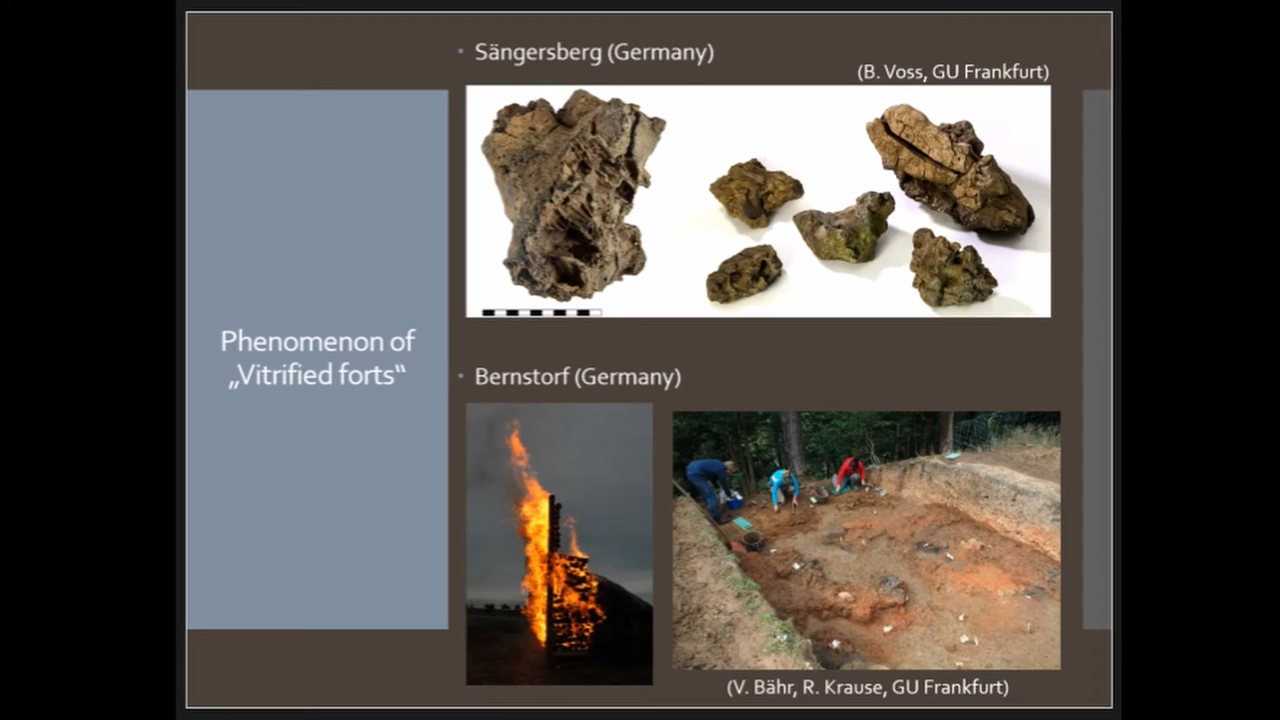 Phenomenon of
„Vitrified forts“
• Sängersberg (Germany)
(B. Voss, GU Frankfurt)
• Bernstorf (Germany)
(V. Bähr, R. Krause, GU Frankfurt)